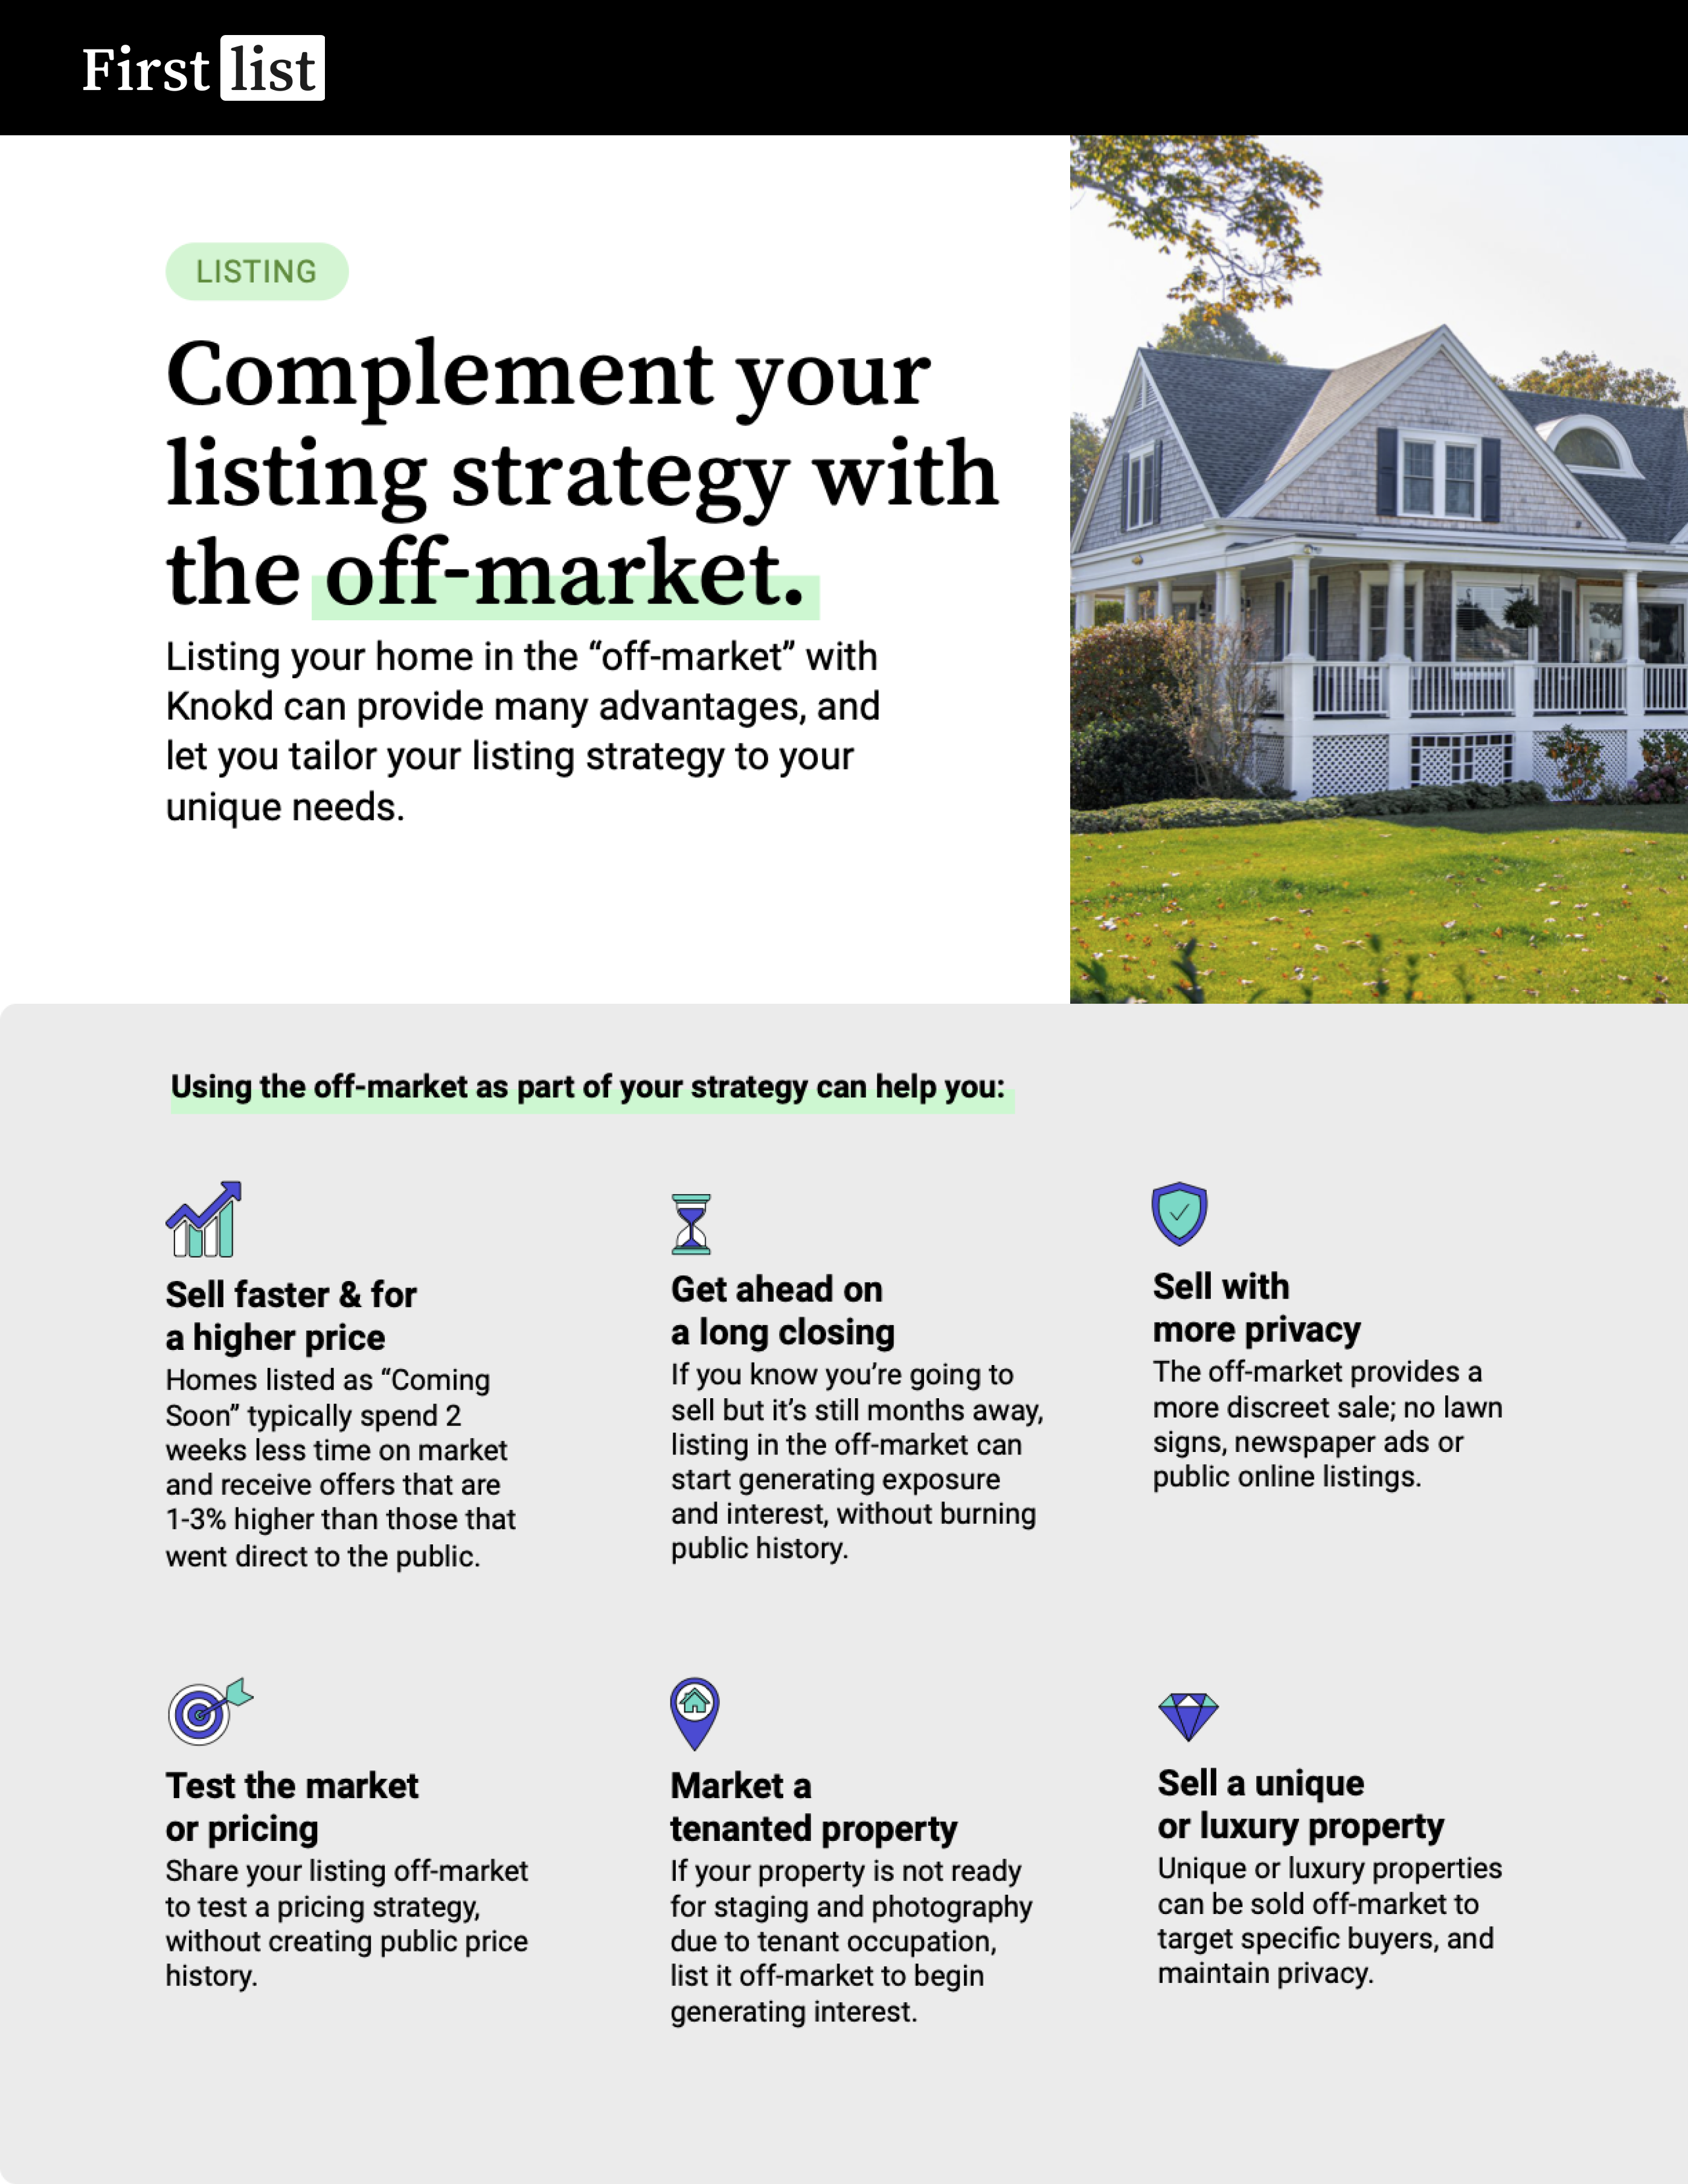 First list
LISTING
Complement your
listing strategy with
the off-market.
Listing your home in the “off-market” with
Knokd can provide many advantages, and
let you tailor your listing strategy to your
unique needs.
Using the off-market as part of your strategy can help you:
Sell faster & for
a higher price
Homes listed as “Coming
Soon” typically spend 2
weeks less time on market
and receive offers that are
1-3% higher than those that
went direct to the public.
Get ahead on
a long closing
If you know you’re going to
sell but it’s still months away,
listing in the off-market can
start generating exposure
and interest, without burning
public history.
Sell with
more privacy
The off-market provides a
more discreet sale; no lawn
signs, newspaper ads or
public online listings.
Test the market
or pricing
Share your listing off-market
to test a pricing strategy,
without creating public price
history.
Market a
tenanted property
If your property is not ready
for staging and photography
due to tenant occupation,
list it off-market to begin
generating interest.
Sell a unique
or luxury property
Unique or luxury properties
can be sold off-market to
target specific buyers, and
maintain privacy.